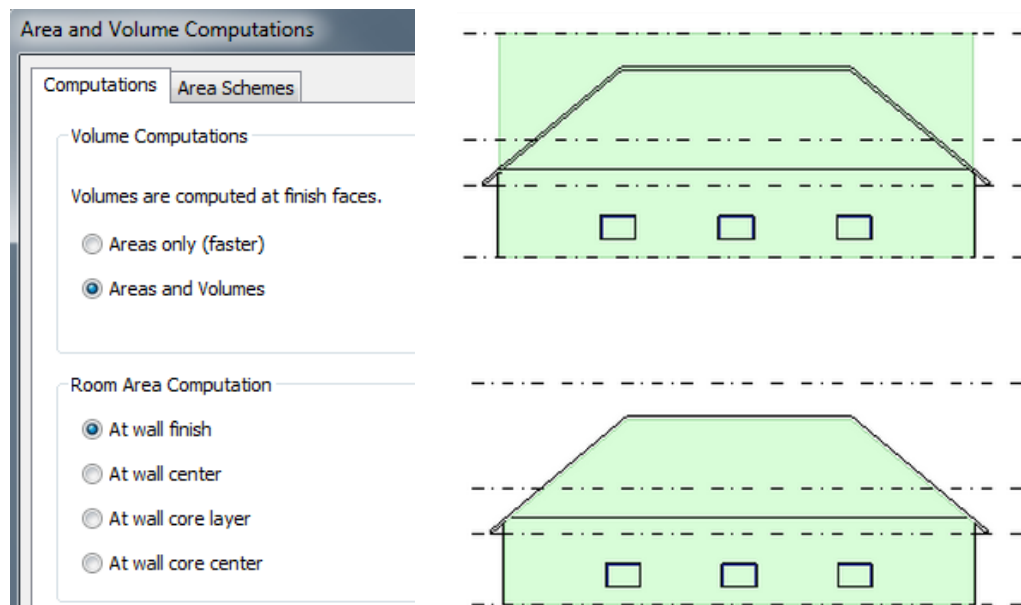 Area and Volume Computations
Computations
Area Schemes
Volume Computations
Volumes are computed at finish faces.
Areas only (faster)
Areas and Volumes
Room Area Computation
At wall finish
At wall center
At wall core layer
At wall core center